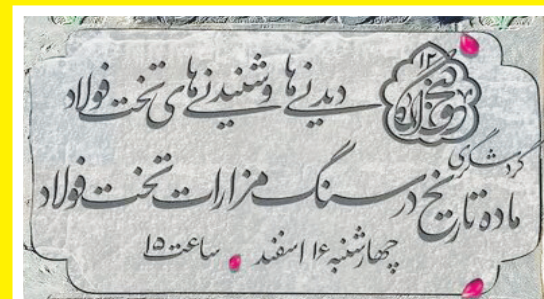 ۱۲
دیدنی‌ها و شنیدنی‌های تخت فولاد
گردشگری
ماده تاریخ در سنگ مزارات تخت فولاد
چهارشنبه ۱۶ اسفند ساعت ۱۵